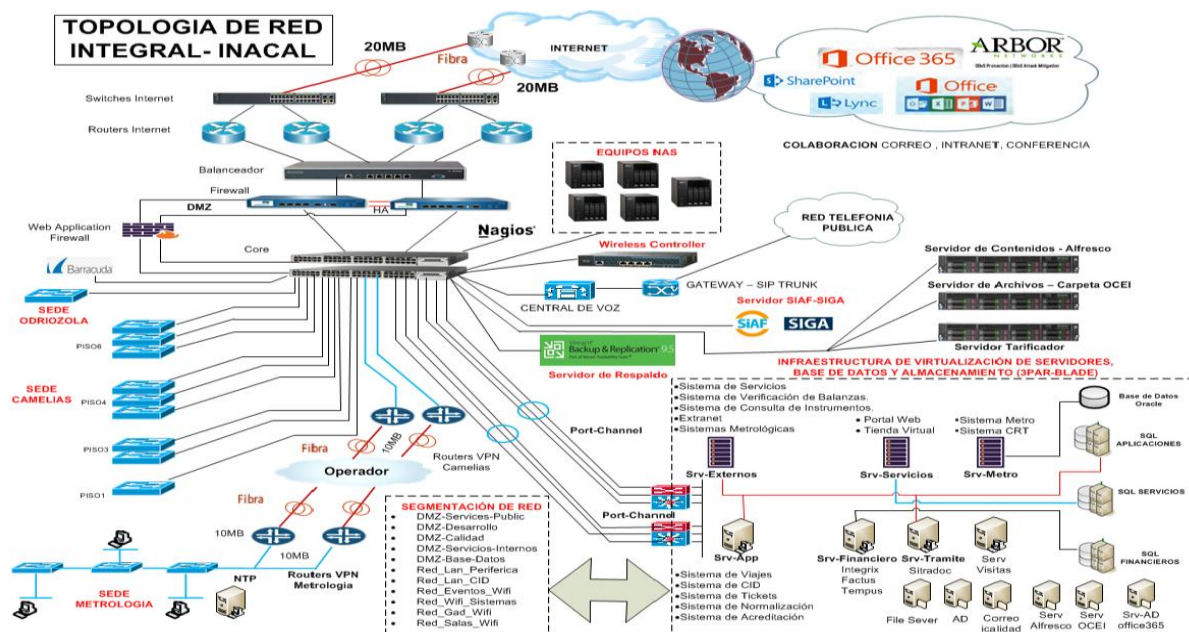 TOPOLOGIA DE RED
INTEGRAL- INACAL
20MB
Fibra
INTERNET
20MB
Office 365
ARBOR
NETWORKS
SharePoint
Lync
Office
COLABORACION CORREO , INTRANET, CONFERENCIA
Switches Internet
Routers Internet
Balanceador
Firewall
DMZ
HA
Web Application
Firewall
Core
Nagios®
Barracuda
EQUIPOS NAS
Wireless Controller
RED TELEFONIA
PUBLICA
GATEWAY – SIP TRUNK
CENTRAL DE VOZ
Servidor SIAF-SIGA
SiAF
SIGA
Backup & Replication 9.5
Servidor de Respaldo
Servidor de Contenidos - Alfresco
Servidor de Archivos – Carpeta OCEI
Servidor Tarificador
INFRAESTRUCTURA DE VIRTUALIZACIÓN DE SERVIDORES,
BASE DE DATOS Y ALMACENAMIENTO (3PAR-BLADE)
SEDE
ODRIOZOLA
PISO6
SEDE
CAMELIAS
PISO4
PISO3
PISO1
10MB
Fibra
Routers VPN
Camelias
Operador
Fibra
Fibra
10MB
10MB
NTP
Routers VPN
Metrologia
SEDE
METROLOGIA
Port-Channel
Port-Channel
SEGMENTACIÓN DE RED
• DMZ-Services-Public
• DMZ-Desarrollo
• DMZ-Calidad
• DMZ-Servicios-Internos
• DMZ-Base-Datos
• Red_Lan_Periferica
• Red_Lan_CID
• Red_Eventos_Wifi
• Red_Wifi_Sistemas
• Red_Gad_Wifi
• Red_Salas_Wifi
•Sistema de Servicios
•Sistema de Verificación de Balanzas.
•Sistema de Consulta de Instrumentos.
•Extranet
•Sistemas Metrológicas
Srv-Externos
• Portal Web
• Tienda Virtual
Srv-Servicios
• Sistema Metro
• Sistema CRT
Srv-Metro
Base de Datos
Oracle
SQL
APLICACIONES
SQL SERVICIOS
SQL
FINANCIEROS
Srv-App
•Sistema de Viajes
•Sistema de CID
•Sistema de Tickets
•Sistema de Normalización
•Sistema de Acreditación
Srv-Financiero
Integrix
Factus
Tempus
Srv-Tramite
Sitradoc
Serv
Visitas
File Sever
AD
Correo
icalidad
Serv
Alfresco
Serv
OCEI
Srv-AD
office365